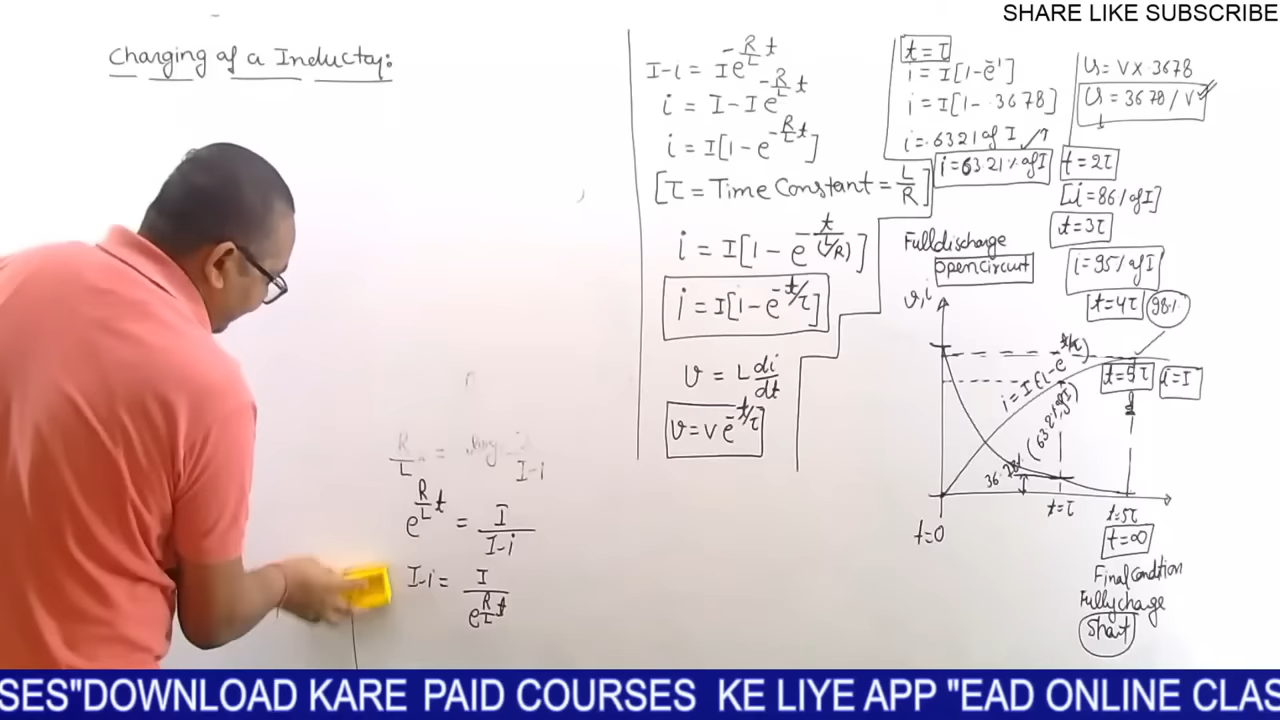 SHARE LIKE SUBSCRIBE
Charging of a Inductor:
R/L = log
I-i
e^(R/L t) = I/(I-i)
I-i = I/e^(R/L t)
I-i = Ie^(-R/L t)
i = I-Ie^(-R/L t)
i = I[1-e^(-R/L t)]
[τ = Time Constant = L/R]
i = I[1-e^(-t/(L/R))]
i = I[1-e^(-t/τ)]
v = L di/dt
v = v e^(-t/τ)
t = τ
i = I[1-e^-1]
i = I[1- .3678]
i = .6321 of I
i = 63.21% of I
v = V × .3678
v = 36.78% V
t = 2τ
[i = 86% of I]
t = 3τ
i = 95% of I
t = 4τ 98%
t = 5τ i = I
Full discharge
open circuit
v, i
i = I(1-e^(-t/τ))
(63.2% of I)
36.78%
t=0
t=τ
t=5τ
t=∞
Final Condition
Fully charge
Short
SES"DOWNLOAD KARE PAID COURSES KE LIYE APP "EAD ONLINE CLAS